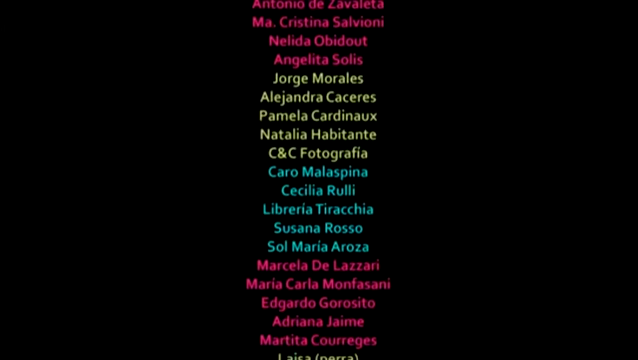 Antonio de Zavaleta
Ma. Cristina Salvioni
Nelida Obidout
Angelita Solis
Jorge Morales
Alejandra Caceres
Pamela Cardinaux
Natalia Habitante
C&C Fotografía
Caro Malaspina
Cecilia Rulli
Librería Tiracchia
Susana Rosso
Sol María Aroza
Marcela De Lazzari
María Carla Monfasani
Edgardo Gorosito
Adriana Jaime
Martita Courreges
Laisa (perra)